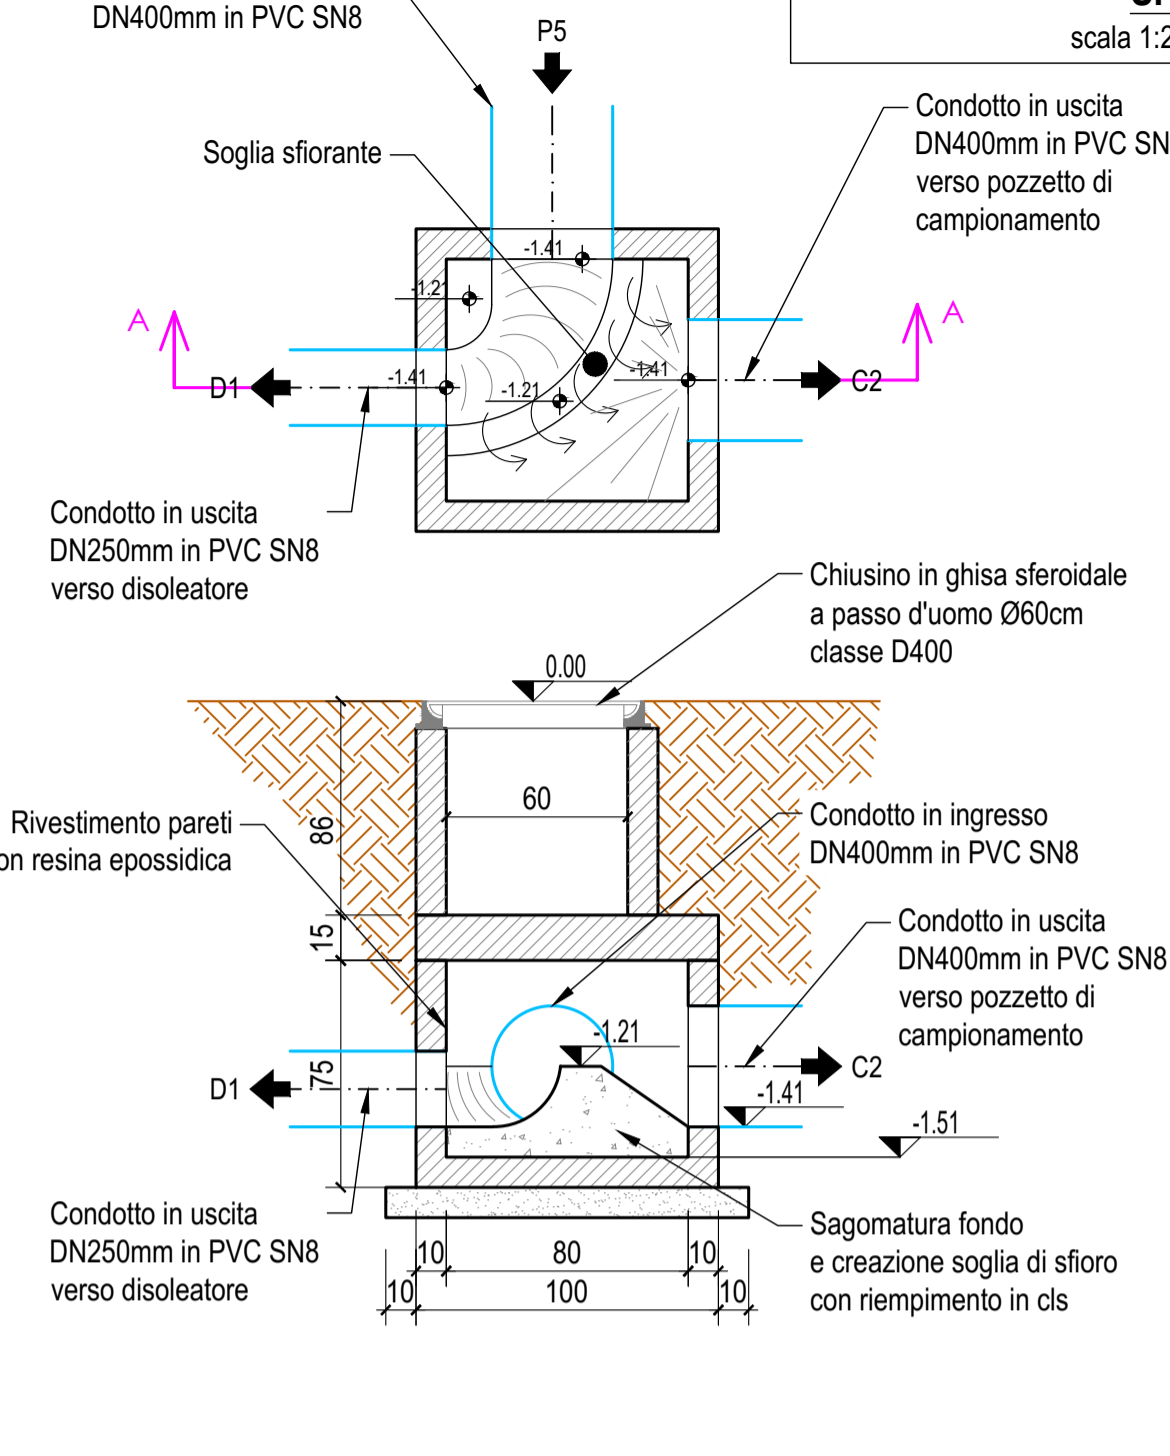 DN400mm in PVC SN8
P5
scala 1:2
Condotto in uscita
DN400mm in PVC SN
verso pozzetto di
campionamento
Soglia sfiorante
-1.41
-1.21
A
A
-1.41
-1.41
-1.21
D1
C2
Condotto in uscita
DN250mm in PVC SN8
verso disoleatore
Chiusino in ghisa sferoidale
a passo d'uomo Ø60cm
classe D400
0.00
60
86
Rivestimento pareti
on resina epossidica
Condotto in ingresso
DN400mm in PVC SN8
15
Condotto in uscita
DN400mm in PVC SN8
verso pozzetto di
campionamento
-1.21
D1
75
C2
-1.41
-1.51
Condotto in uscita
DN250mm in PVC SN8
verso disoleatore
Sagomatura fondo
e creazione soglia di sfioro
con riempimento in cls
10
80
10
10
100
10